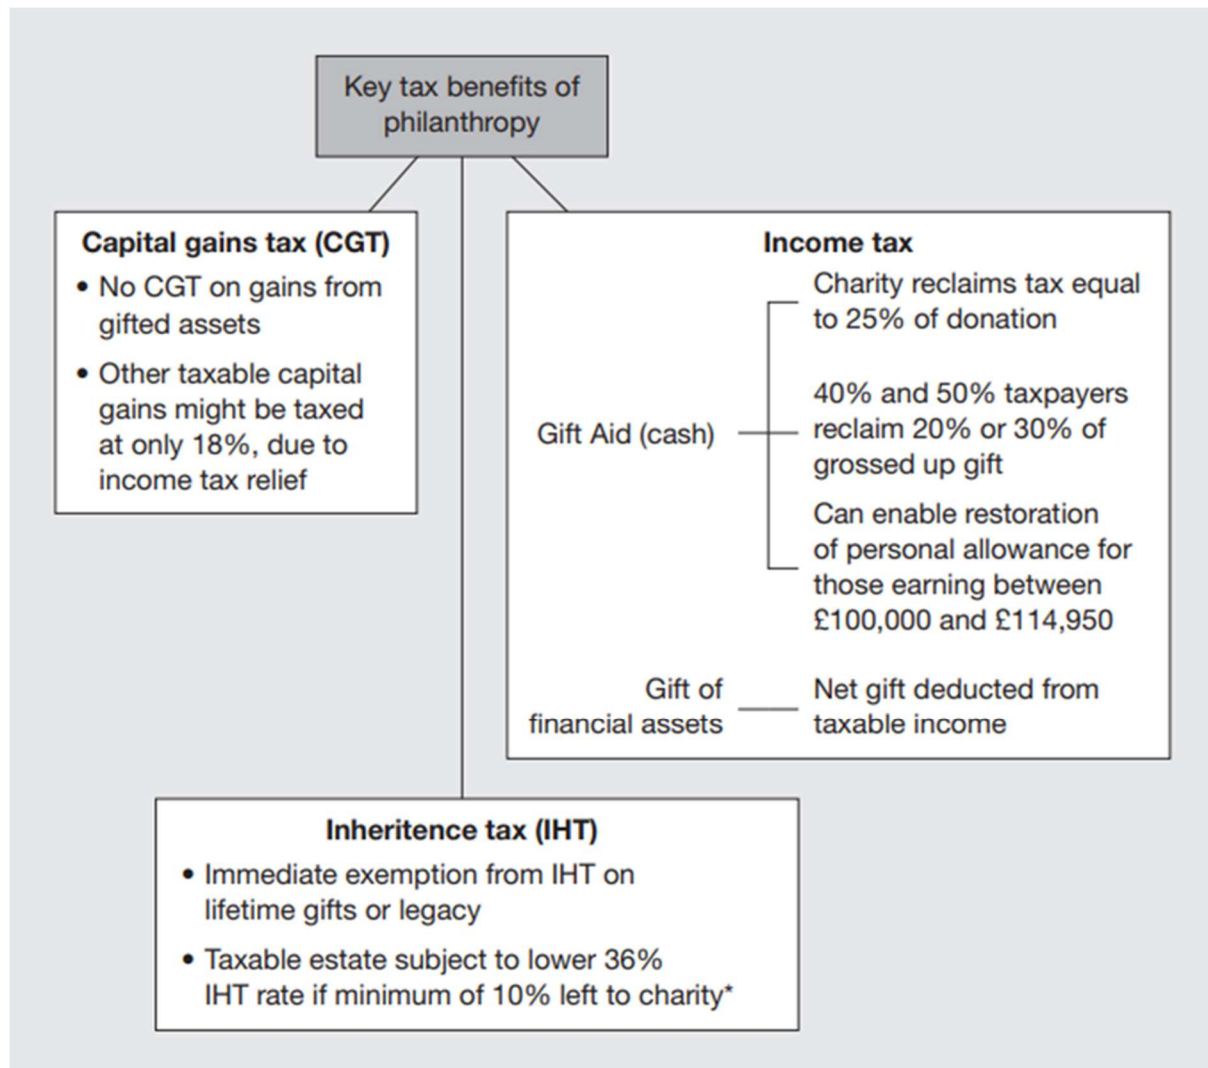 Key tax benefits of
philanthropy
Capital gains tax (CGT)
• No CGT on gains from
gifted assets
• Other taxable capital
gains might be taxed
at only 18%, due to
income tax relief
Income tax
Gift Aid (cash)
Charity reclaims tax equal
to 25% of donation
40% and 50% taxpayers
reclaim 20% or 30% of
grossed up gift
Can enable restoration
of personal allowance for
those earning between
£100,000 and £114,950
Gift of
financial assets
Net gift deducted from
taxable income
Inheritence tax (IHT)
• Immediate exemption from IHT on
lifetime gifts or legacy
• Taxable estate subject to lower 36%
IHT rate if minimum of 10% left to charity*